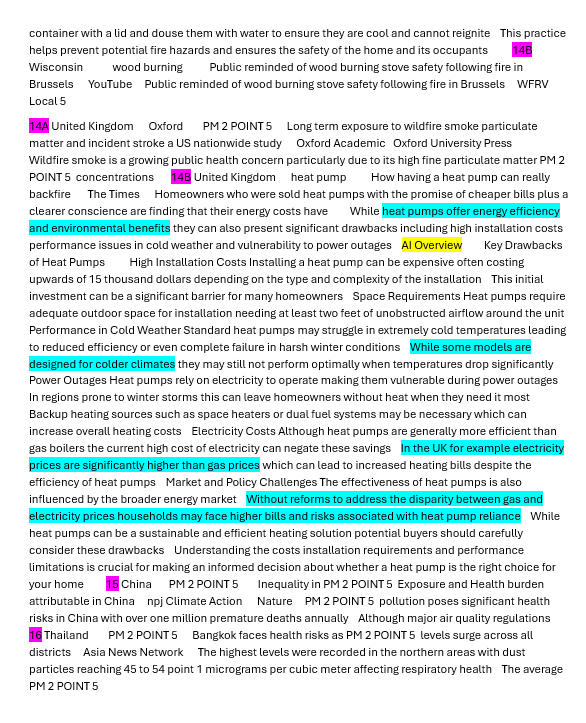 container with a lid and douse them with water to ensure they are cool and cannot reignite This practice
helps prevent potential fire hazards and ensures the safety of the home and its occupants 14B
Wisconsin wood burning Public reminded of wood burning stove safety following fire in
Brussels YouTube Public reminded of wood burning stove safety following fire in Brussels WFRV
Local 5
14A United Kingdom Oxford PM 2 POINT 5 Long term exposure to wildfire smoke particulate
matter and incident stroke a US nationwide study Oxford Academic Oxford University Press
Wildfire smoke is a growing public health concern particularly due to its high fine particulate matter PM 2
POINT 5 concentrations 14B United Kingdom heat pump How having a heat pump can really
backfire The Times Homeowners who were sold heat pumps with the promise of cheaper bills plus a
clearer conscience are finding that their energy costs have While heat pumps offer energy efficiency
and environmental benefits they can also present significant drawbacks including high installation costs
performance issues in cold weather and vulnerability to power outages AI Overview Key Drawbacks
of Heat Pumps High Installation Costs Installing a heat pump can be expensive often costing
upwards of 15 thousand dollars depending on the type and complexity of the installation This initial
investment can be a significant barrier for many homeowners Space Requirements Heat pumps require
adequate outdoor space for installation needing at least two feet of unobstructed airflow around the unit
Performance in Cold Weather Standard heat pumps may struggle in extremely cold temperatures leading
to reduced efficiency or even complete failure in harsh winter conditions While some models are
designed for colder climates they may still not perform optimally when temperatures drop significantly
Power Outages Heat pumps rely on electricity to operate making them vulnerable during power outages
In regions prone to winter storms this can leave homeowners without heat when they need it most
Backup heating sources such as space heaters or dual fuel systems may be necessary which can
increase overall heating costs Electricity Costs Although heat pumps are generally more efficient than
gas boilers the current high cost of electricity can negate these savings In the UK for example electricity
prices are significantly higher than gas prices which can lead to increased heating bills despite the
efficiency of heat pumps Market and Policy Challenges The effectiveness of heat pumps is also
influenced by the broader energy market Without reforms to address the disparity between gas and
electricity prices households may face higher bills and risks associated with heat pump reliance While
heat pumps can be a sustainable and efficient heating solution potential buyers should carefully
consider these drawbacks Understanding the costs installation requirements and performance
limitations is crucial for making an informed decision about whether a heat pump is the right choice for
your home 15 China PM 2 POINT 5 Inequality in PM 2 POINT 5 Exposure and Health burden
attributable in China npj Climate Action Nature PM 2 POINT 5 pollution poses significant health
risks in China with over one million premature deaths annually Although major air quality regulations
16 Thailand PM 2 POINT 5 Bangkok faces health risks as PM 2 POINT 5 levels surge across all
districts Asia News Network The highest levels were recorded in the northern areas with dust
particles reaching 45 to 54 point 1 micrograms per cubic meter affecting respiratory health The average
PM 2 POINT 5